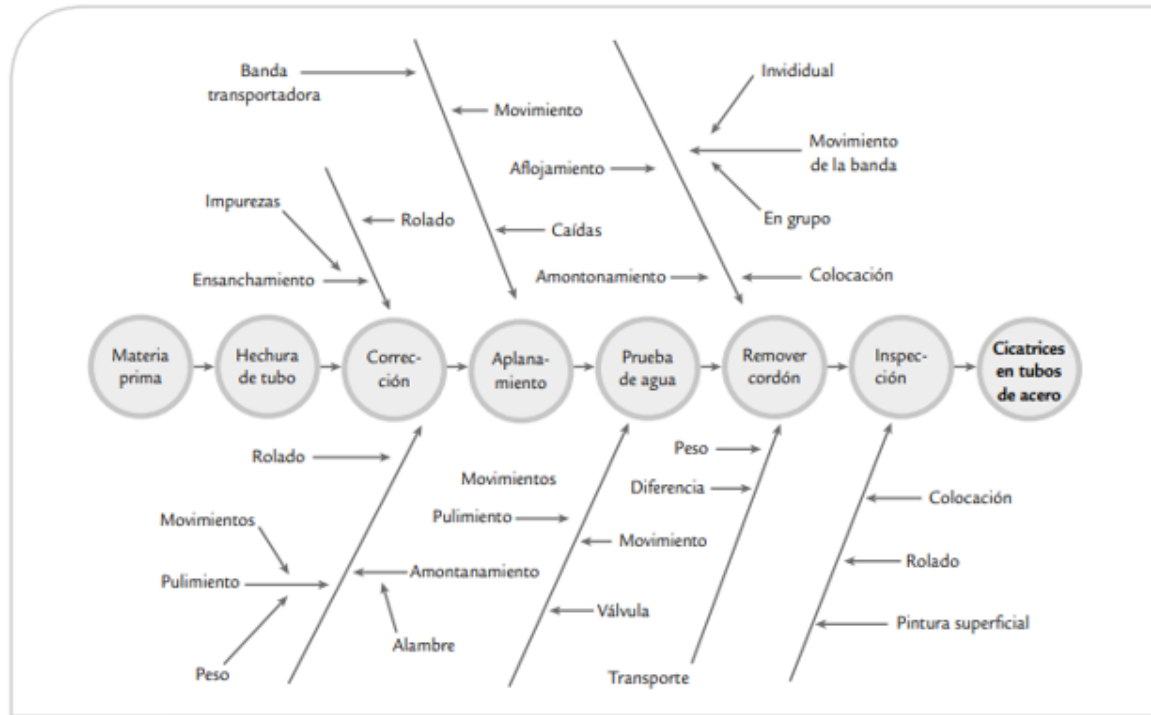 Banda
transportadora
Movimiento
Caídas
Invididual
Movimiento
de la banda
En grupo
Aflojamiento
Amontonamiento
Colocación
Impurezas
Rolado
Ensanchamiento
Materia
prima
Hechura
de tubo
Correc-
ción
Aplana-
miento
Prueba
de agua
Remover
cordón
Inspec-
ción
Cicatrices
en tubos
de acero
Rolado
Movimientos
Pulimiento
Peso
Amontanamiento
Alambre
Movimientos
Pulimiento
Movimiento
Válvula
Peso
Diferencia
Transporte
Colocación
Rolado
Pintura superficial